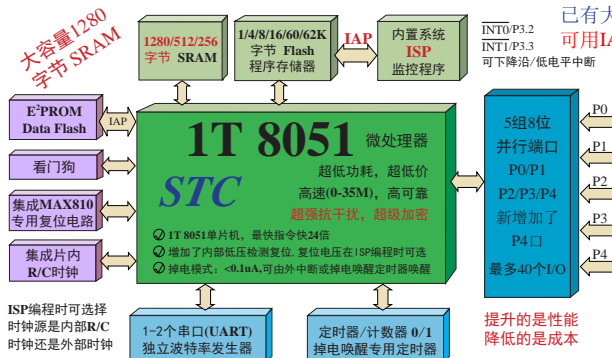 大容量1280
字节 SRAM
1280/512/256
字节 SRAM
1/4/8/16/60/62K
字节 Flash
程序存储器
IAP
内置系统
ISP
监控程序
INT0/P3.2
INT1/P3.3
可下降沿/低电平中断
已有大
可用IA
E²PROM
Data Flash
IAP
看门狗
集成MAX810
专用复位电路
集成片内
R/C时钟
1T 8051 微处理器
STC
超低功耗，超低价
高速(0-35M)，高可靠
超强抗干扰，超级加密
1T 8051单片机，最快指令快24倍
增加了内部低压检测复位, 复位电压在ISP编程时可选
掉电模式：<0.1uA,可由外中断或掉电唤醒定时器唤醒
5组8位
并行端口
P0/P1
P2/P3/P4
新增加了
P4口
最多40个I/O
P0
P1
P2
P3
P4
ISP编程时可选择
时钟源是内部R/C
时钟还是外部时钟
1-2个串口(UART)
独立波特率发生器
定时器/计数器 0/1
掉电唤醒专用定时器
提升的是性能
降低的是成本